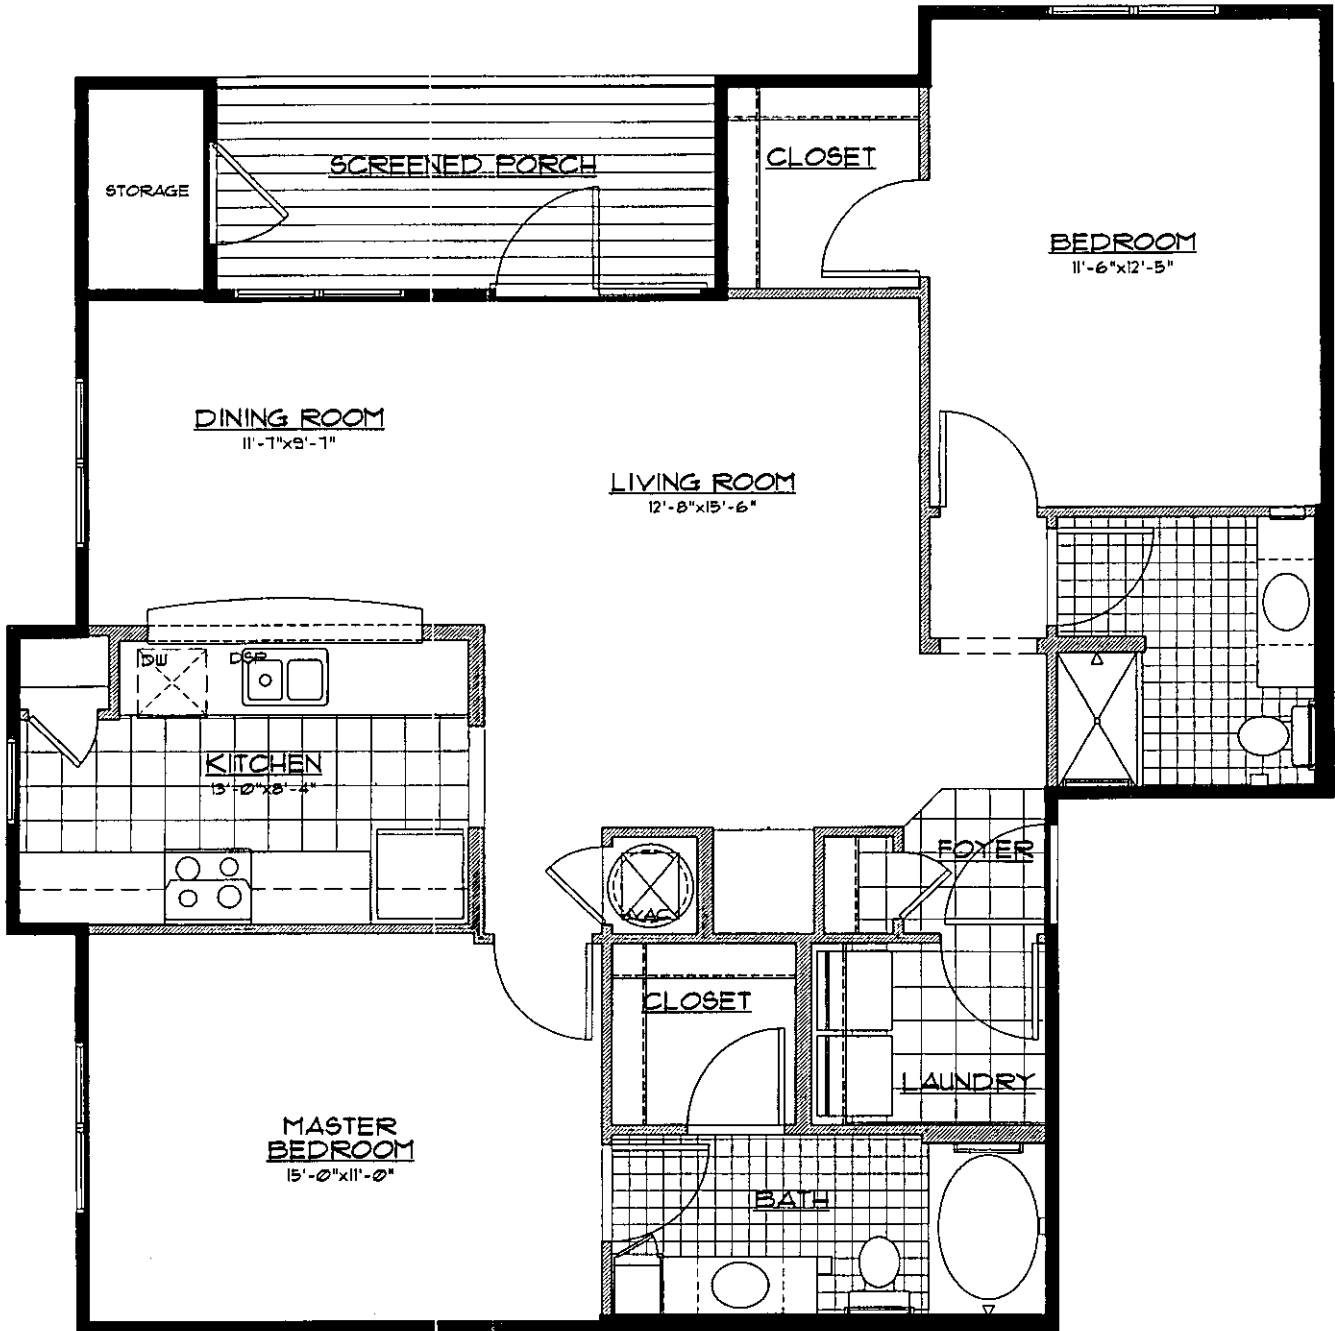 SCREENED PORCH
CLOSET
STORAGE
BEDROOM
11'-6"x12'-5"
DINING ROOM
11'-7"x9'-7"
LIVING ROOM
12'-8"x15'-6"
DW
DSP
KITCHEN
13'-0"x8'-4"
FOYER
HVAC
CLOSET
LAUNDRY
MASTER
BEDROOM
15'-0"x11'-0"
BATH